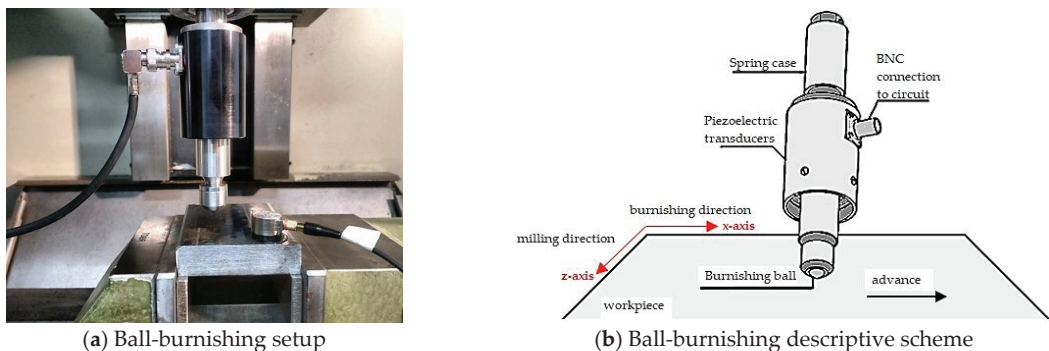 Spring case
BNC
connection
to circuit
Piezoelectric
transducers
burnishing direction
x-axis
milling direction
z-axis
Burnishing ball
advance
workpiece
(a) Ball-burnishing setup
(b) Ball-burnishing descriptive scheme